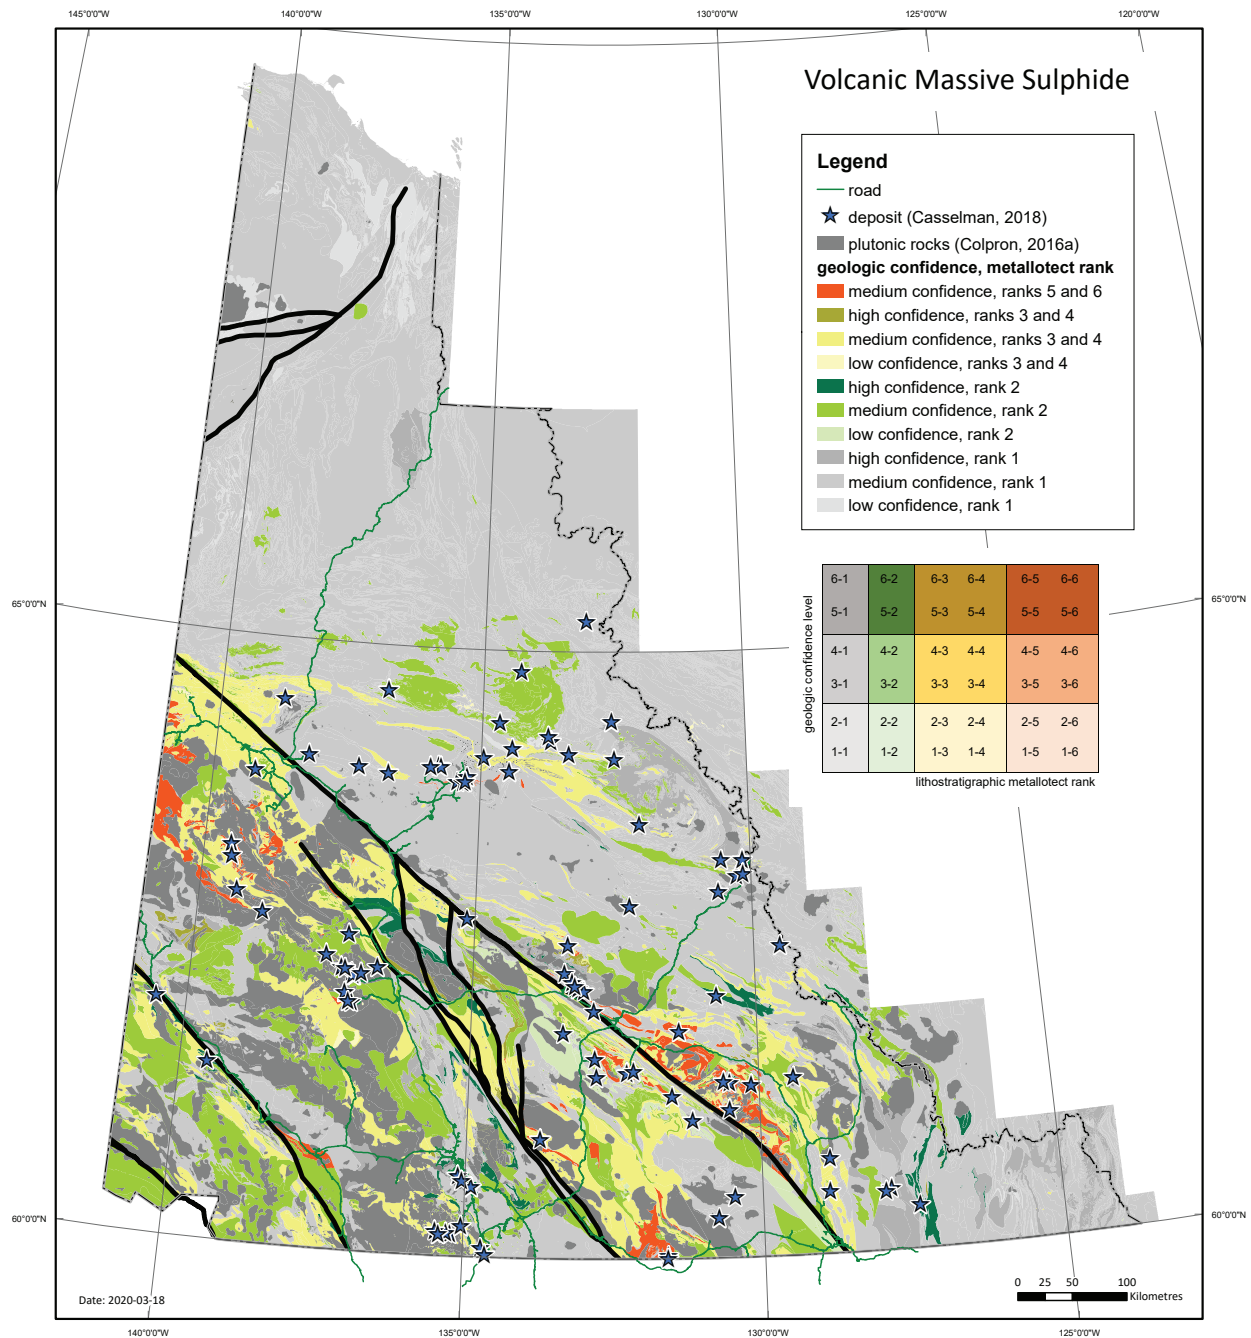 145°0'0"W
140°0'0"W
135°0'0"W
130°0'0"W
125°0'0"W
120°0'0"W
Volcanic Massive Sulphide
Legend
road
deposit (Casselman, 2018)
plutonic rocks (Colpron, 2016a)
geologic confidence, metallotect rank
medium confidence, ranks 5 and 6
high confidence, ranks 3 and 4
medium confidence, ranks 3 and 4
low confidence, ranks 3 and 4
high confidence, rank 2
medium confidence, rank 2
low confidence, rank 2
high confidence, rank 1
medium confidence, rank 1
low confidence, rank 1
6-1 6-2 6-3 6-4 6-5 6-6
5-1 5-2 5-3 5-4 5-5 5-6
4-1 4-2 4-3 4-4 4-5 4-6
3-1 3-2 3-3 3-4 3-5 3-6
2-1 2-2 2-3 2-4 2-5 2-6
1-1 1-2 1-3 1-4 1-5 1-6
geologic confidence level
lithostratigraphic metallotect rank
65°0'0"N
65°0'0"N
60°0'0"N
60°0'0"N
0 25 50 100
Kilometres
Date: 2020-03-18
140°0'0"W
135°0'0"W
130°0'0"W
125°0'0"W